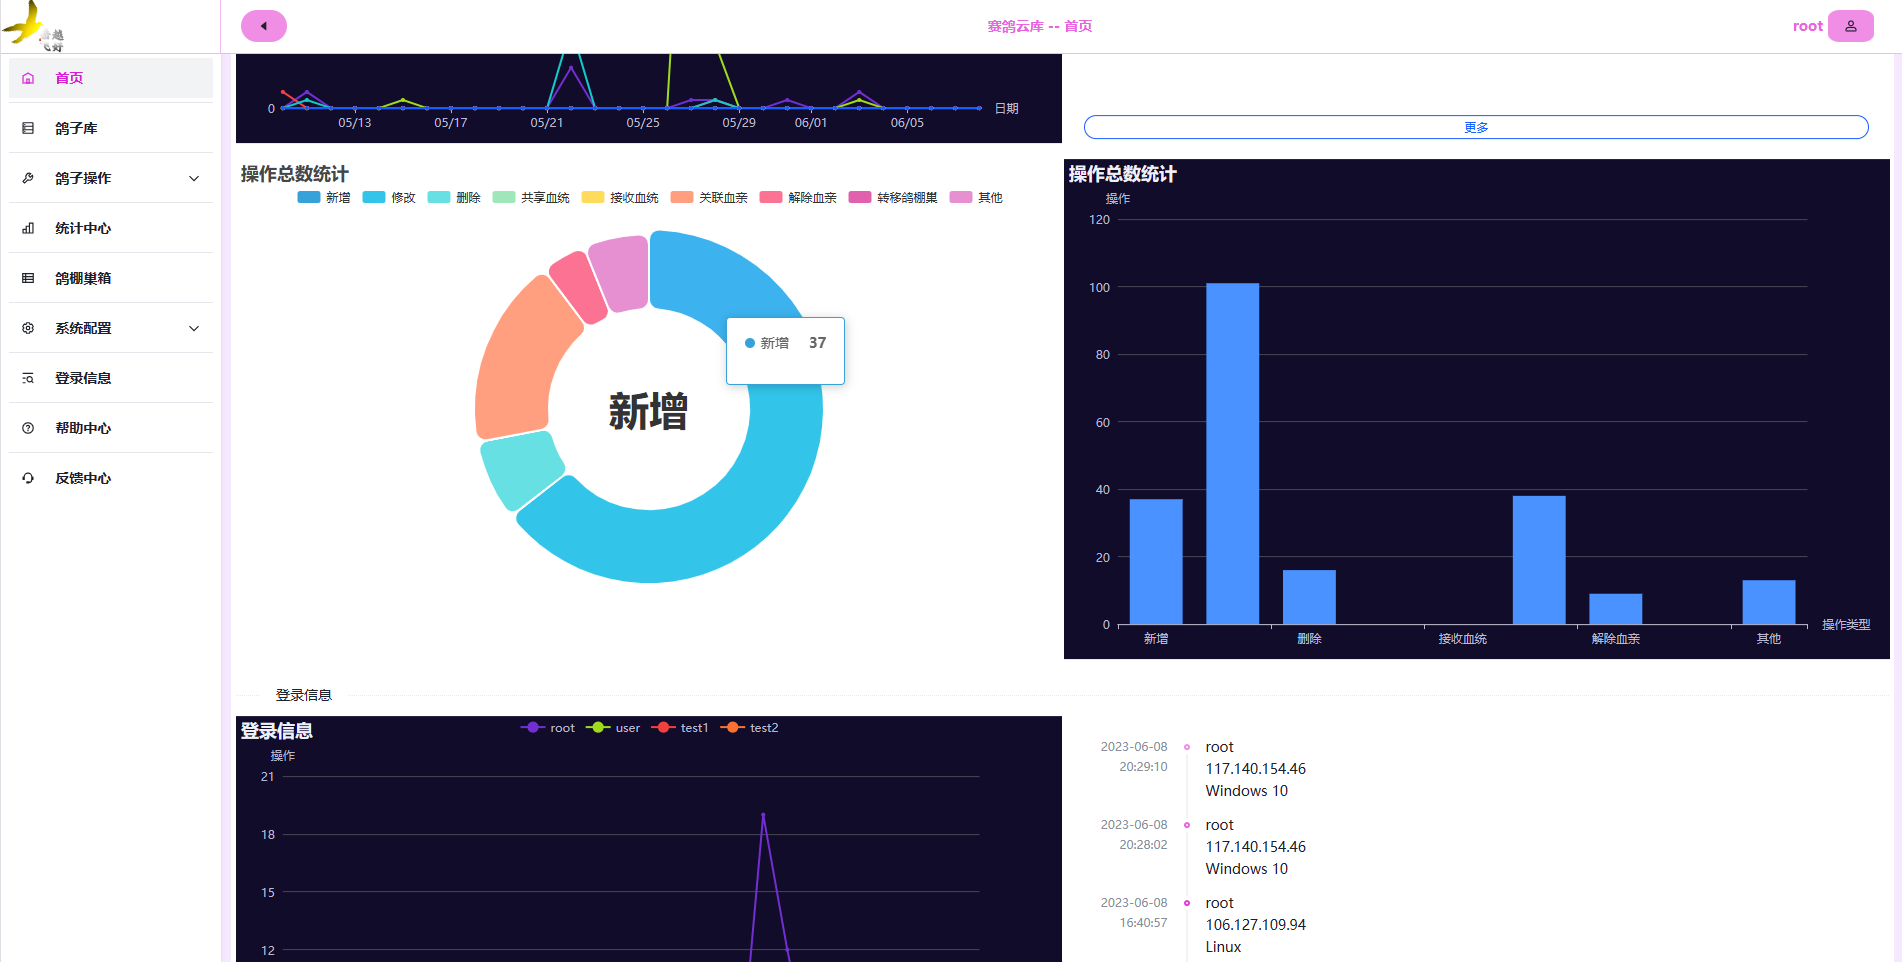 赛鸽云库 -- 首页
root
首页
鸽子库
鸽子操作
统计中心
鸽棚巢箱
系统配置
登录信息
帮助中心
反馈中心
0
05/13
05/17
05/21
05/25
05/29
06/01
06/05
日期
更多
操作总数统计
新增
修改
删除
共享血统
接收血统
关联血亲
解除血亲
转移鸽棚巢
其他
新增 37
新增
操作总数统计
操作
120
100
80
60
40
20
0
新增
删除
接收血统
解除血亲
其他
操作类型
登录信息
登录信息
root
user
test1
test2
操作
21
18
15
12
2023-06-08
20:29:10
root
117.140.154.46
Windows 10
2023-06-08
20:28:02
root
117.140.154.46
Windows 10
2023-06-08
16:40:57
root
106.127.109.94
Linux